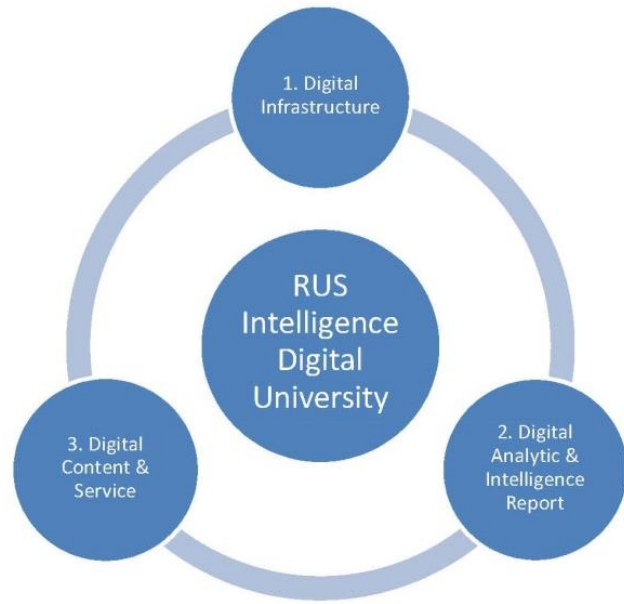 1. Digital
Infrastructure
RUS
Intelligence
Digital
University
3. Digital
Content &
Service
2. Digital
Analytic &
Intelligence
Report